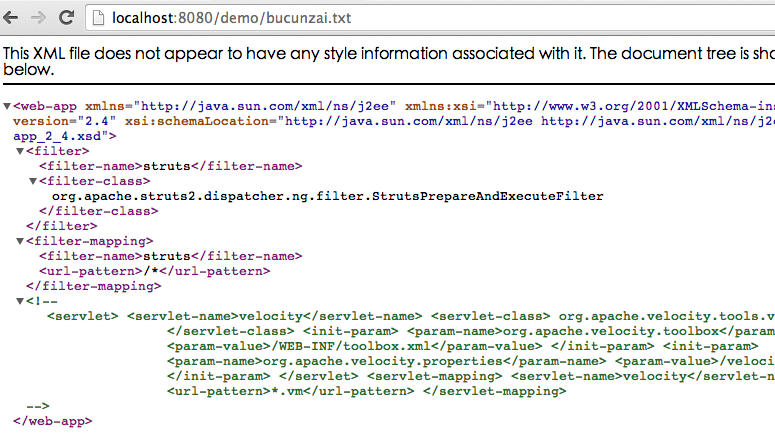 localhost:8080/demo/bucunzai.txt
This XML file does not appear to have any style information associated with it. The document tree is
below.
<web-app xmlns="http://java.sun.com/xml/ns/j2ee" xmlns:xsi="http://www.w3.org/2001/XMLSchema-ins
version="2.4" xsi:schemaLocation="http://java.sun.com/xml/ns/j2ee http://java.sun.com/xml/ns/j2e
app_2_4.xsd">
<filter>
<filter-name>struts</filter-name>
<filter-class>
org.apache.struts2.dispatcher.ng.filter.StrutsPrepareAndExecuteFilter
</filter-class>
</filter>
<filter-mapping>
<filter-name>struts</filter-name>
<url-pattern>/*</url-pattern>
</filter-mapping>
<!--
<servlet> <servlet-name>velocity</servlet-name> <servlet-class> org.apache.velocity.tools.v
</servlet-class> <init-param> <param-name>org.apache.velocity.toolbox</param
<param-value>/WEB-INF/toolbox.xml</param-value> </init-param> <init-param>
<param-name>org.apache.velocity.properties</param-name> <param-value>/veloci
</init-param> </servlet> <servlet-mapping> <servlet-name>velocity</servlet-n
<url-pattern>*.vm</url-pattern> </servlet-mapping>
-->
</web-app>